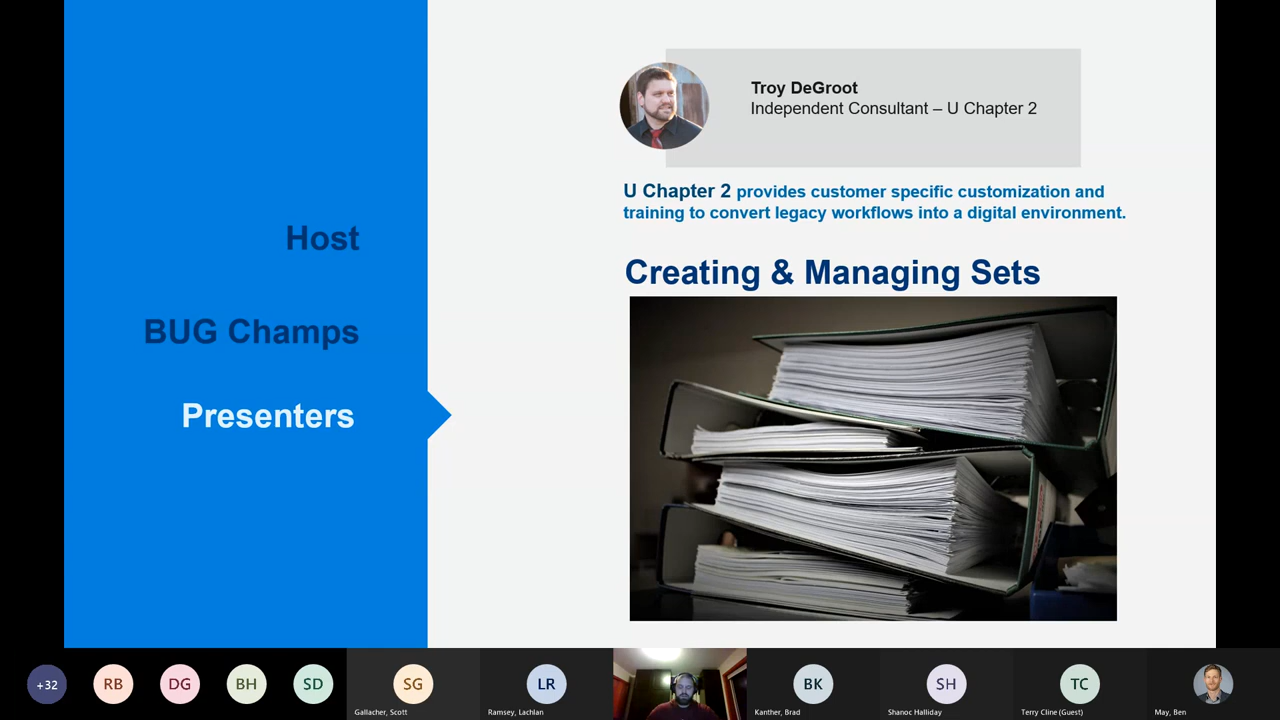 Host
BUG Champs
Presenters
Troy DeGroot
Independent Consultant – U Chapter 2
U Chapter 2 provides customer specific customization and
training to convert legacy workflows into a digital environment.
Creating & Managing Sets
+32
RB
DG
BH
SD
SG
Gallacher, Scott
LR
Ramsey, Lachlan
BK
Kanther, Brad
SH
Shanoc Halliday
TC
Terry Cline (Guest)
May, Ben